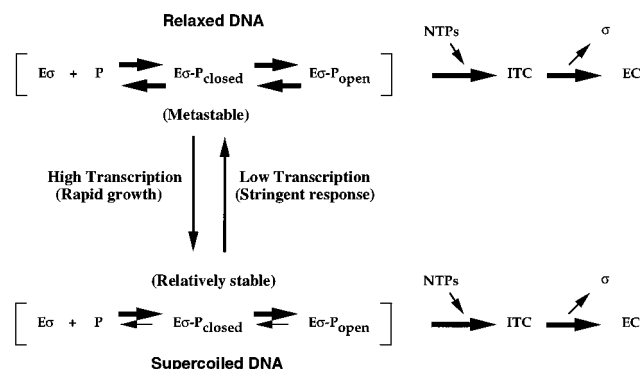 Relaxed DNA
NTPs σ
Eσ + P Eσ-Pclosed Eσ-Popen ITC EC
(Metastable)
High Transcription Low Transcription
(Rapid growth) (Stringent response)
(Relatively stable)
NTPs σ
Eσ + P Eσ-Pclosed Eσ-Popen ITC EC
Supercoiled DNA